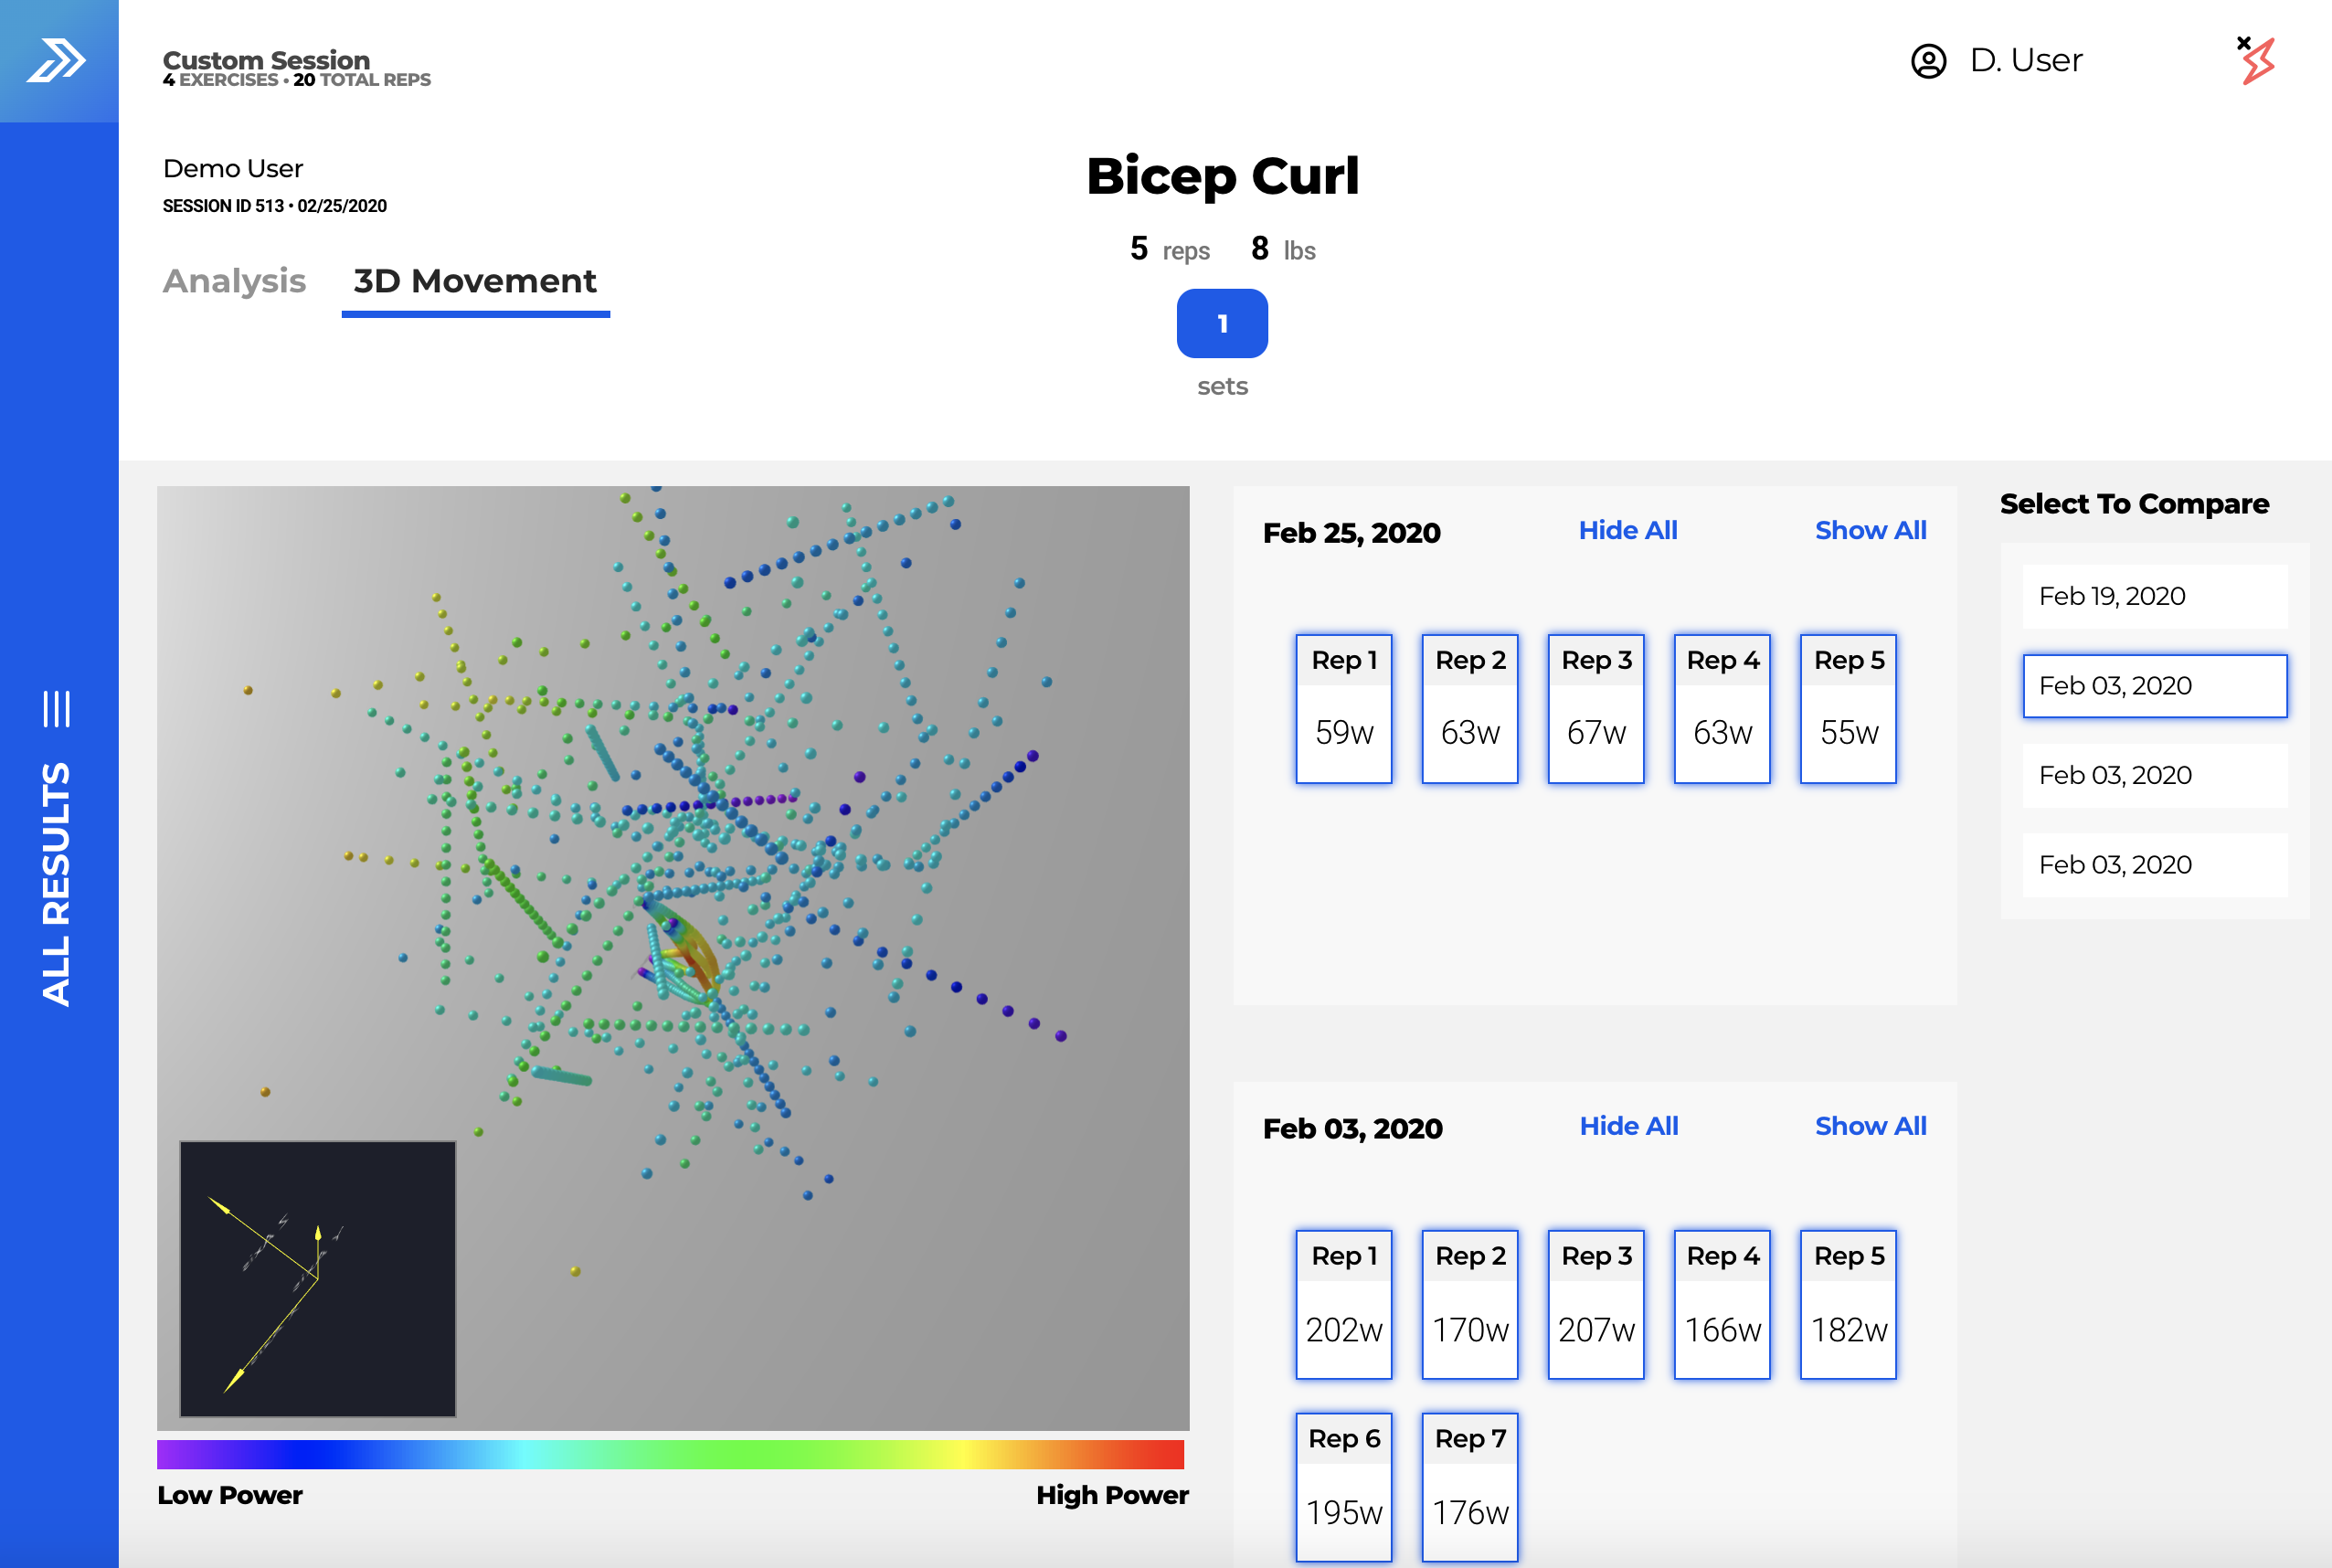 Custom Session
4 EXERCISES • 20 TOTAL REPS
D. User
Demo User
SESSION ID 513 • 02/25/2020
Bicep Curl
5 reps 8 lbs
1
sets
Analysis 3D Movement
ALL RESULTS
Low Power High Power
Feb 25, 2020 Hide All Show All
Rep 1 Rep 2 Rep 3 Rep 4 Rep 5
59w 63w 67w 63w 55w
Feb 03, 2020 Hide All Show All
Rep 1 Rep 2 Rep 3 Rep 4 Rep 5
202w 170w 207w 166w 182w
Rep 6 Rep 7
195w 176w
Select To Compare
Feb 19, 2020
Feb 03, 2020
Feb 03, 2020
Feb 03, 2020